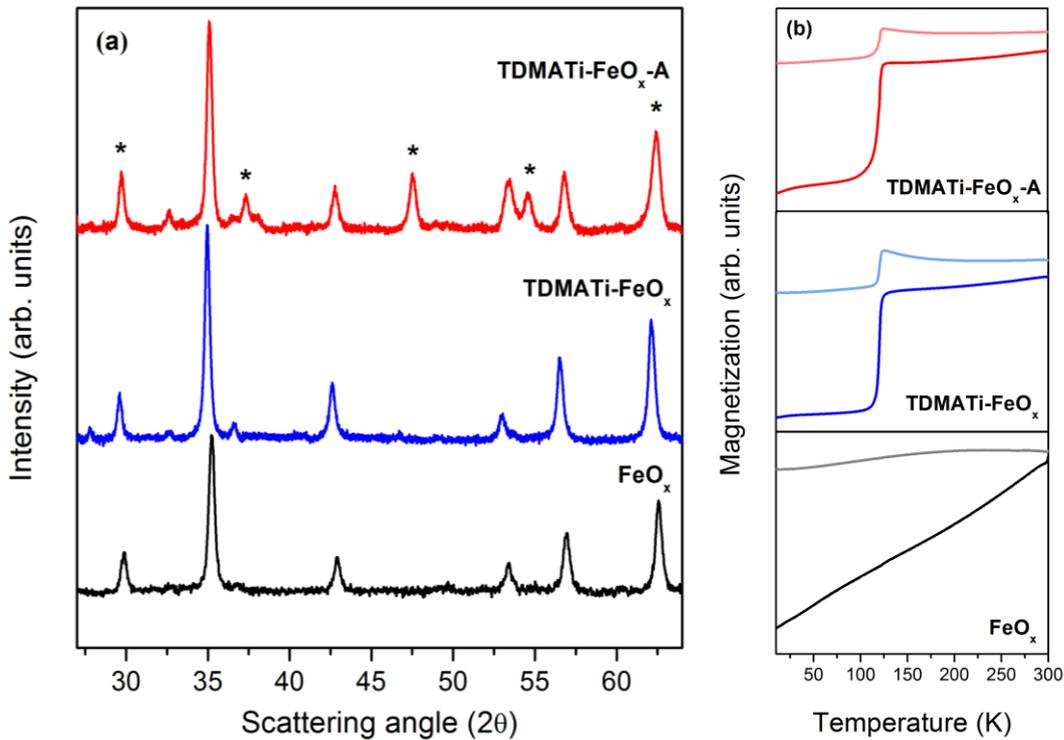 (a)
TDMATi-FeOₓ-A
* * * * *
TDMATi-FeOₓ
FeOₓ
Intensity (arb. units)
30 35 40 45 50 55 60
Scattering angle (2θ)
(b)
TDMATi-FeOₓ-A
TDMATi-FeOₓ
FeOₓ
Magnetization (arb. units)
50 100 150 200 250 300
Temperature (K)